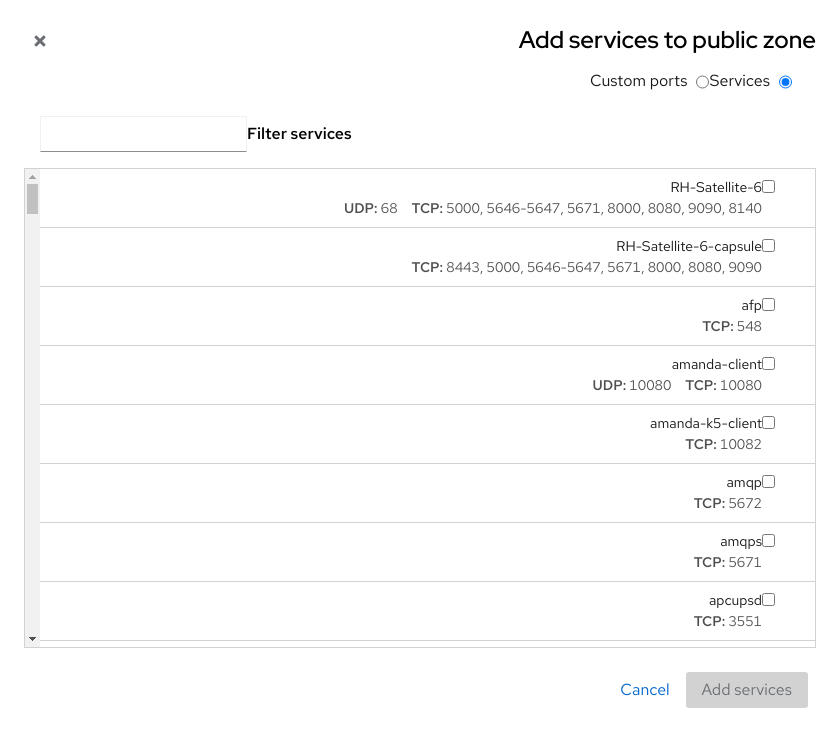 Add services to public zone
Services Custom ports
Filter services
RH-Satellite-6
TCP: 5000, 5646-5647, 5671, 8000, 8080, 9090, 8140 UDP: 68
RH-Satellite-6-capsule
TCP: 8443, 5000, 5646-5647, 5671, 8000, 8080, 9090
afp
TCP: 548
amanda-client
TCP: 10080 UDP: 10080
amanda-k5-client
TCP: 10082
amqp
TCP: 5672
amqps
TCP: 5671
apcupsd
TCP: 3551
Add services Cancel